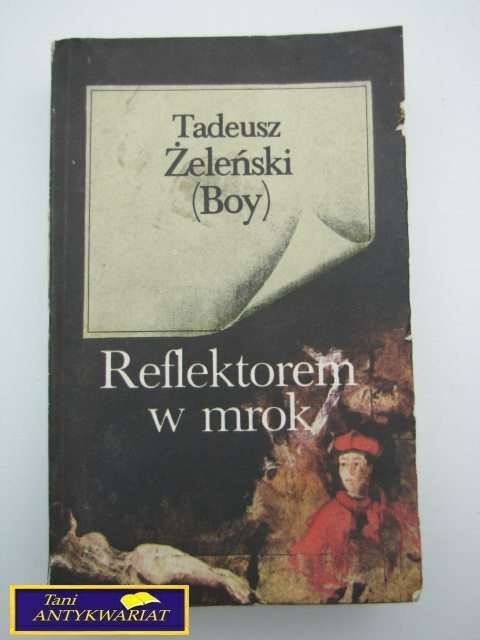 Tadeusz
Żeleński
(Boy)
Reflektorem
w mrok
Tani
ANTYKWARIAT